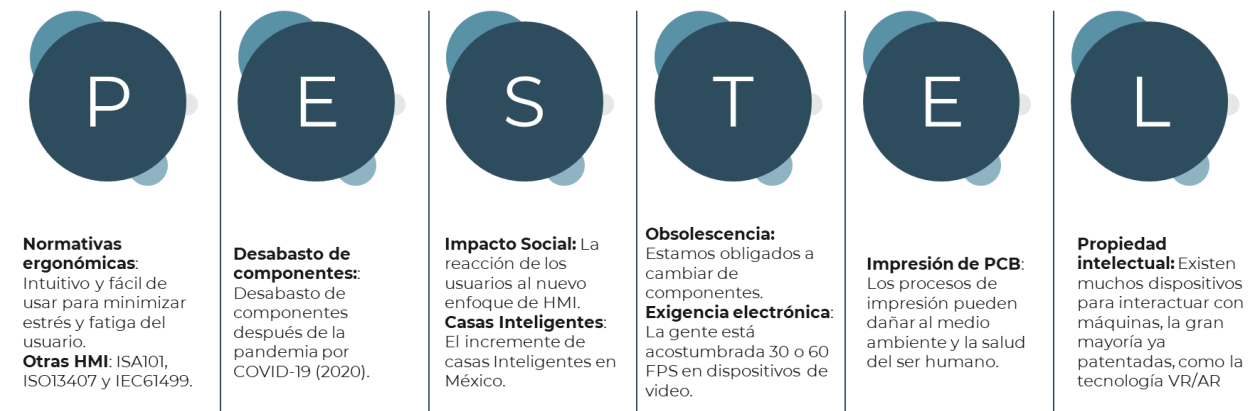 P
E
S
T
E
L
Normativas
ergonómicas:
Intuitivo y fácil de
usar para minimizar
estrés y fatiga del
usuario.
Otras HMI: ISA101,
ISO13407 y IEC61499.
Desabasto de
componentes::
Desabasto de
componentes
después de la
pandemia por
COVID-19 (2020).
Impacto Social: La
reacción de los
usuarios al nuevo
enfoque de HMI.
Casas Inteligentes:
El incremente de
casas Inteligentes en
México.
Obsolescencia:
Estamos obligados a
cambiar de
componentes.
Exigencia electrónica:
La gente está
acostumbrada 30 o 60
FPS en dispositivos de
video.
Impresión de PCB:
Los procesos de
impresión pueden
dañar al medio
ambiente y la salud
del ser humano.
Propiedad
intelectual: Existen
muchos dispositivos
para interactuar con
máquinas, la gran
mayoría ya
patentadas, como la
tecnología VR/AR